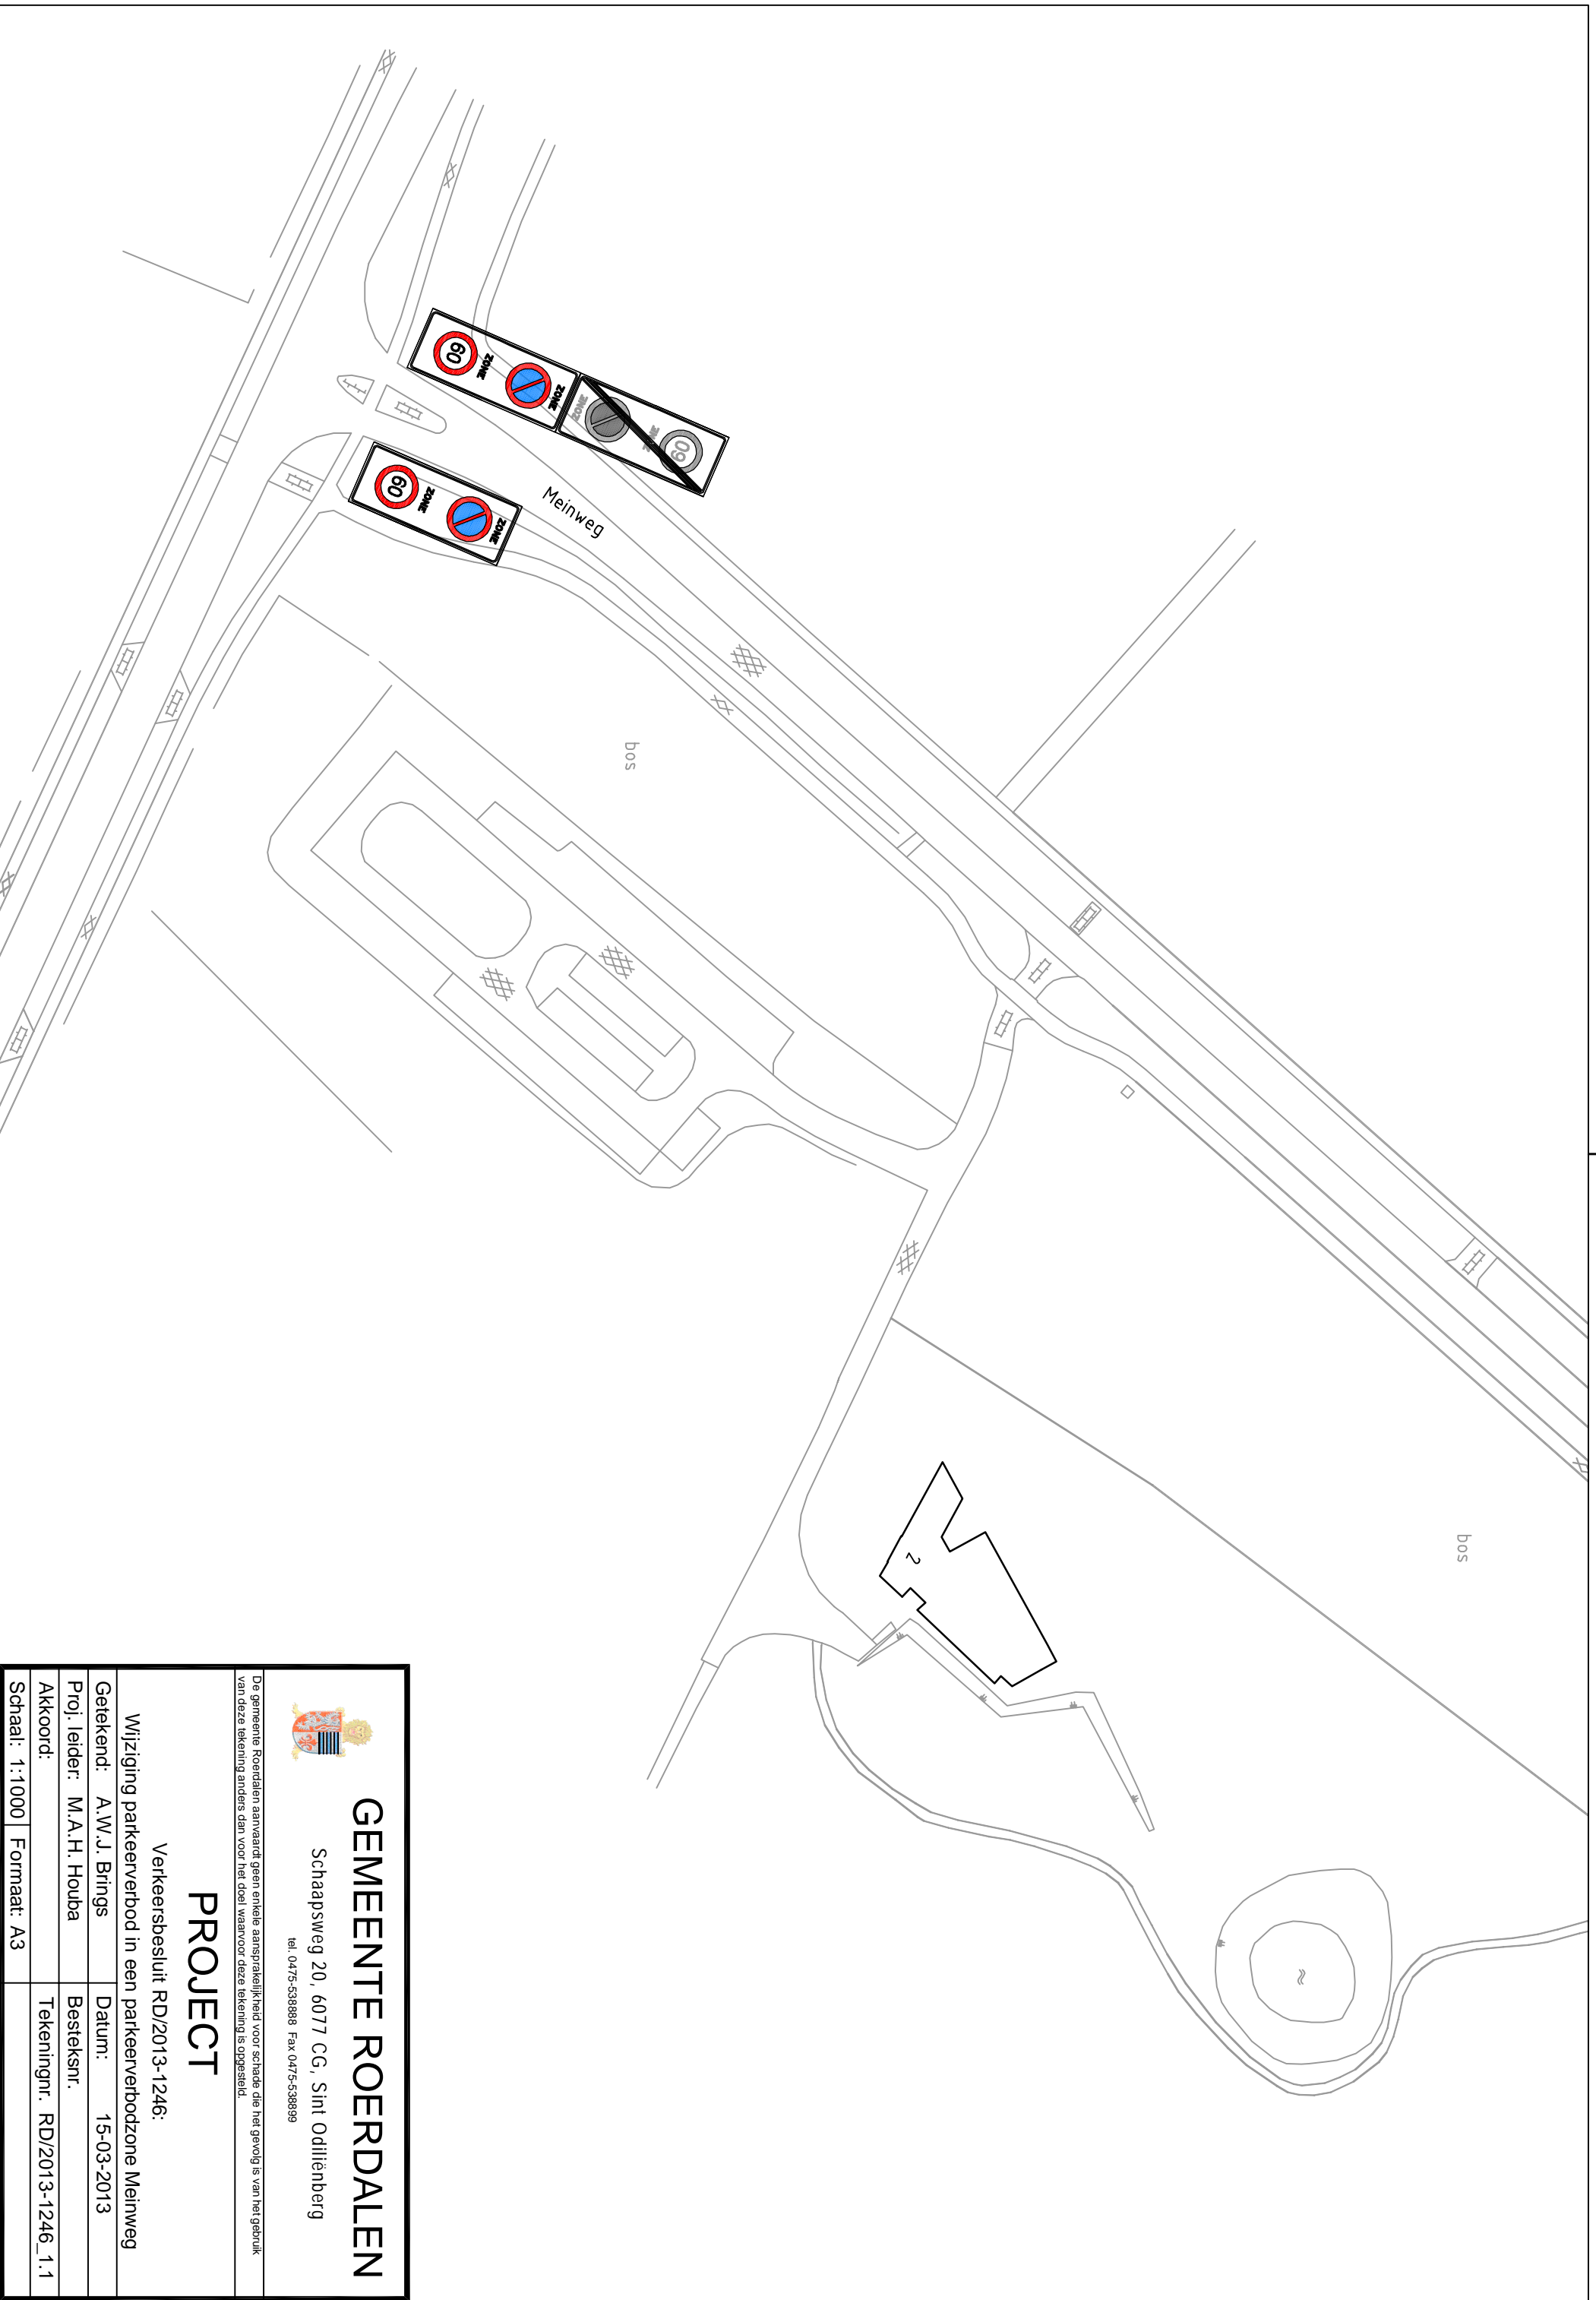 ZONE
60
ZONE
ZONE
60
ZONE
ZONE
60
ZONE
Meinweg
bos
bos
2
GEMEENTE ROERDALEN
Schaapsweg 20, 6077 CG, Sint Odiliënberg
tel. 0475-538888 Fax 0475-538899
De gemeente Roerdalen aanvaardt geen enkele aansprakelijkheid voor schade die het gevolg is van het gebruik
van deze tekening anders dan voor het doel waarvoor deze tekening is opgesteld.
PROJECT
Verkeersbesluit RD/2013-1246:
Wijziging parkeerverbod in een parkeerverbodzone Meinweg
Getekend: A.W.J. Brings Datum: 15-03-2013
Proj. leider: M.A.H. Houba Besteksnr.
Akkoord: Tekeningnr. RD/2013-1246_1.1
Schaal: 1:1000 Formaat: A3